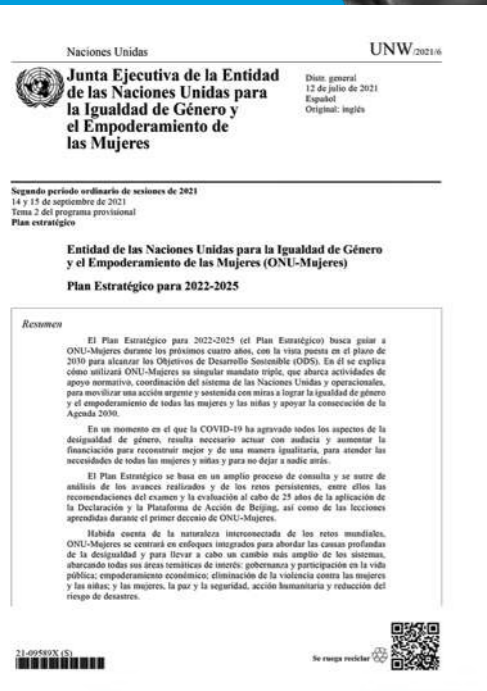 Naciones Unidas
UNW/2021/6
Junta Ejecutiva de la Entidad
de las Naciones Unidas para
la Igualdad de Género y
el Empoderamiento de
las Mujeres
Distr. general
12 de julio de 2021
Español
Original: inglés
Segundo período ordinario de sesiones de 2021
14 y 15 de septiembre de 2021
Tema 2 del programa provisional
Plan estratégico
Entidad de las Naciones Unidas para la Igualdad de Género
y el Empoderamiento de las Mujeres (ONU-Mujeres)
Plan Estratégico para 2022-2025
Resumen
El Plan Estratégico para 2022-2025 (el Plan Estratégico) busca guiar a
ONU-Mujeres durante los próximos cuatro años, con la vista puesta en el plazo de
2030 para alcanzar los Objetivos de Desarrollo Sostenible (ODS). En él se explica
cómo utilizará ONU-Mujeres su singular mandato triple, que abarca actividades de
apoyo normativo, coordinación del sistema de las Naciones Unidas y operacionales,
para movilizar una acción urgente y sostenida con miras a lograr la igualdad de género
y el empoderamiento de todas las mujeres y las niñas y apoyar la consecución de la
Agenda 2030.
En un momento en el que la COVID-19 ha agravado todos los aspectos de la
desigualdad de género, resulta necesario actuar con audacia y aumentar la
financiación para reconstruir mejor y de una manera igualitaria, para atender las
necesidades de todas las mujeres y niñas y para no dejar a nadie atrás.
El Plan Estratégico se basa en un amplio proceso de consulta y se nutre de
análisis de los avances realizados y de los retos persistentes, entre ellos las
recomendaciones del examen y la evaluación al cabo de 25 años de la aplicación de
la Declaración y la Plataforma de Acción de Beijing, así como de las lecciones
aprendidas durante el primer decenio de ONU-Mujeres.
Habida cuenta de la naturaleza interconectada de los retos mundiales,
ONU-Mujeres se centrará en enfoques integrados para abordar las causas profundas
de la desigualdad y para llevar a cabo un cambio más amplio de los sistemas,
abarcando todas sus áreas temáticas de interés: gobernanza y participación en la vida
pública; empoderamiento económico; eliminación de la violencia contra las mujeres
y las niñas; y las mujeres, la paz y la seguridad, acción humanitaria y reducción del
riesgo de desastres.
21-09589X (S)
Se ruega reciclar